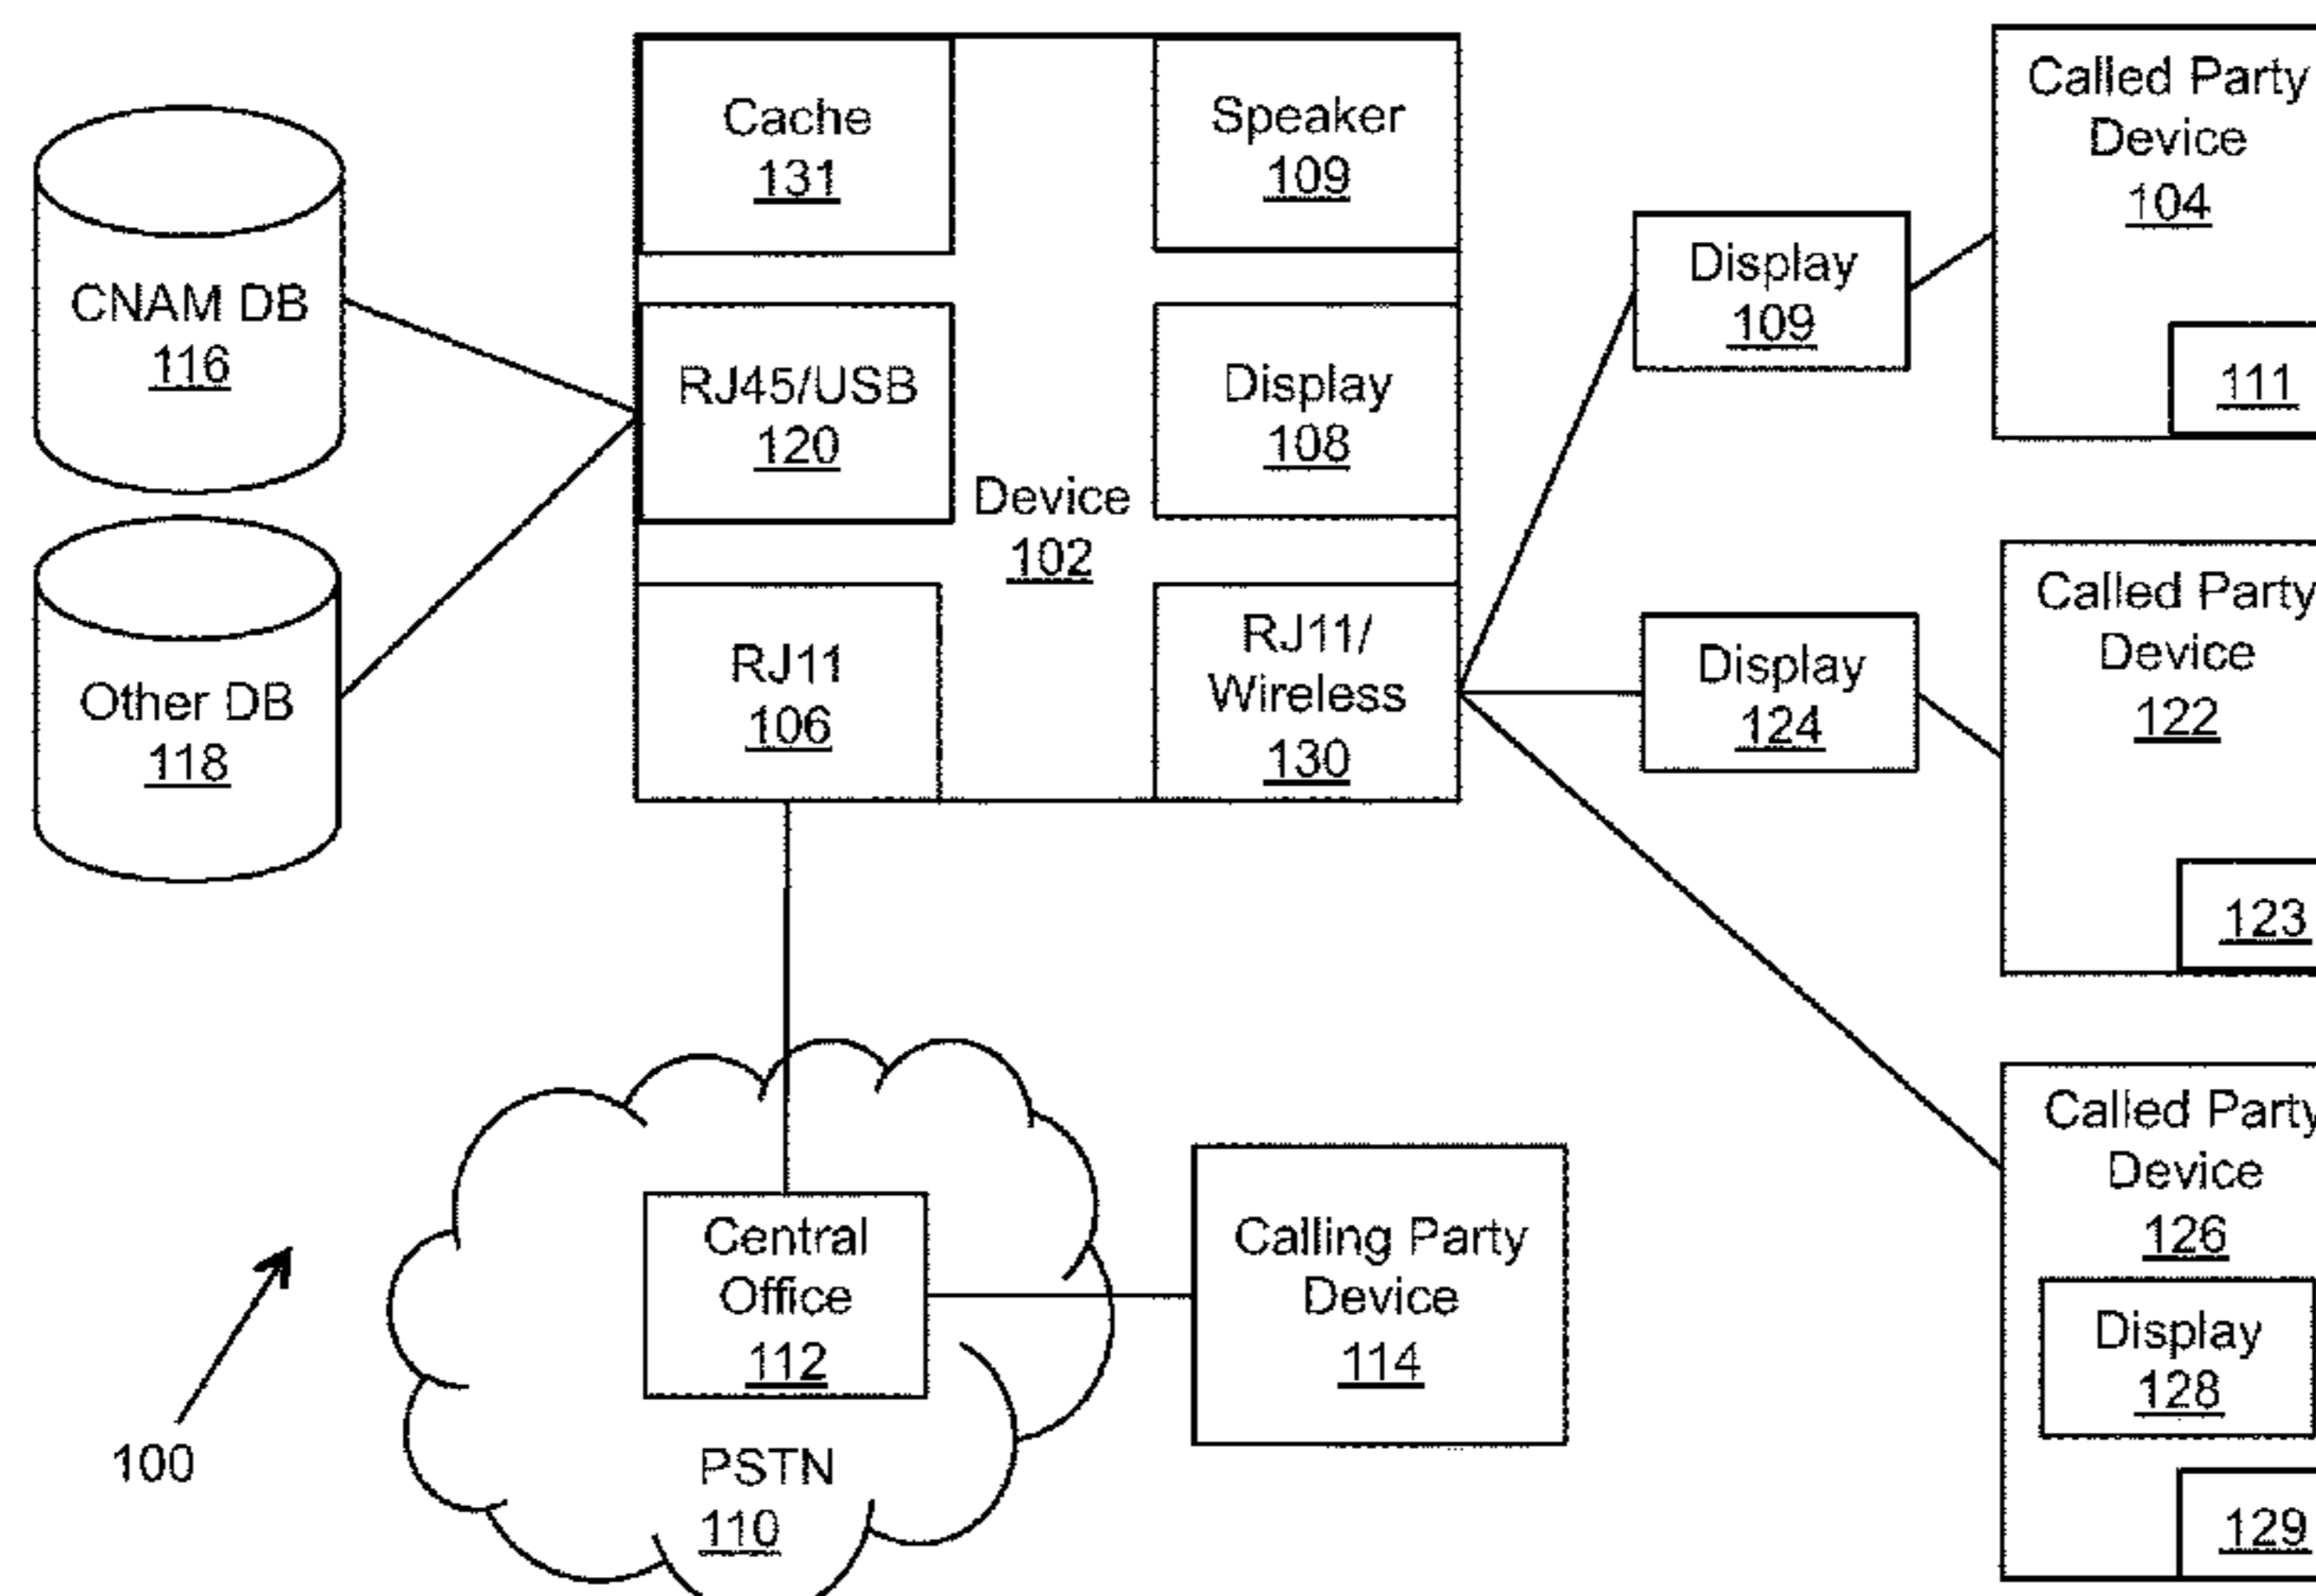 Cache
131
Speaker
109
Called Party
Device
104
111
CNAM DB
116
RJ45/USB
120
Display
108
Display
109
Device
102
Other DB
118
RJ11
106
RJ11/
Wireless
130
Display
124
Called Party
Device
122
123
Central
Office
112
PSTN
110
Calling Party
Device
114
Called Party
Device
126
Display
128
129
100